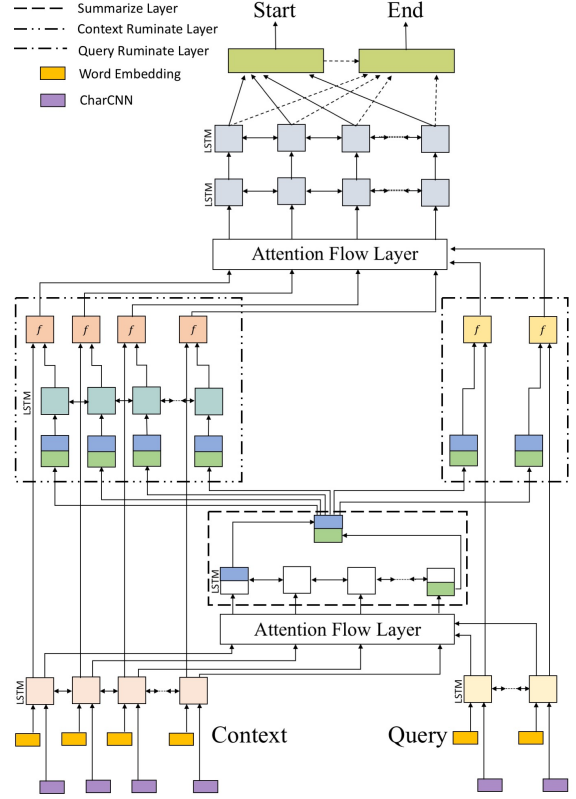 Start End
Summarize Layer
Context Ruminate Layer
Query Ruminate Layer
Word Embedding
CharCNN
LSTM
LSTM
Attention Flow Layer
f f f f f f
LSTM
LSTM
Attention Flow Layer
LSTM LSTM
Context Query